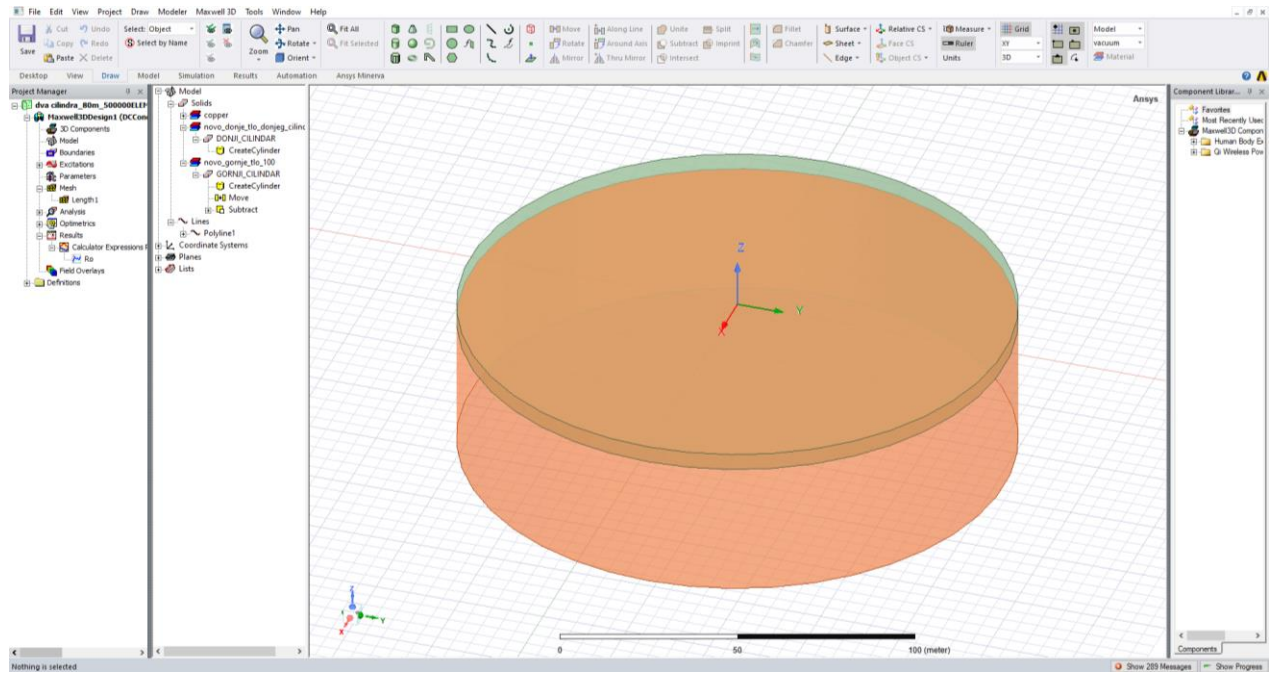 File Edit View Project Draw Modeler Maxwell 3D Tools Window Help
Save
Cut Undo Select: Object
Copy Redo Select by Name
Paste Delete
Zoom
Pan
Rotate
Orient
Fit All
Fit Selected
Move Along Line Unite Split Fillet
Rotate Around Axis Subtract Imprint Chamfer
Mirror Thru Mirror Intersect
Surface Relative CS Measure Grid Model
Sheet Face CS Ruler XY vacuum
Edge Object CS Units 3D Material
Desktop View Draw Model Simulation Results Automation Ansys Minerva
Project Manager
dva cilindra_80m_500000ELEM
Maxwell3DDesign1 (DCCon
3D Components
Model
Boundaries
Excitations
Parameters
Mesh
Length1
Analysis
Optimetrics
Results
Calculator Expressions
Ro
Field Overlays
Definitions
Model
Solids
copper
novo_donje_tlo_donjeg_cilinc
DONJI_CILINDAR
CreateCylinder
novo_gornje_tlo_100
GORNJI_CILINDAR
CreateCylinder
Move
Subtract
Lines
Polyline1
Coordinate Systems
Planes
Lists
Ansys
Z
Y
X
Z
Y
X
0 50 100 (meter)
Component Librar...
Favorites
Most Recently Used
Maxwell3D Compon
Human Body E
Qi Wireless Pow
Components
Nothing is selected
Show 289 Messages Show Progress